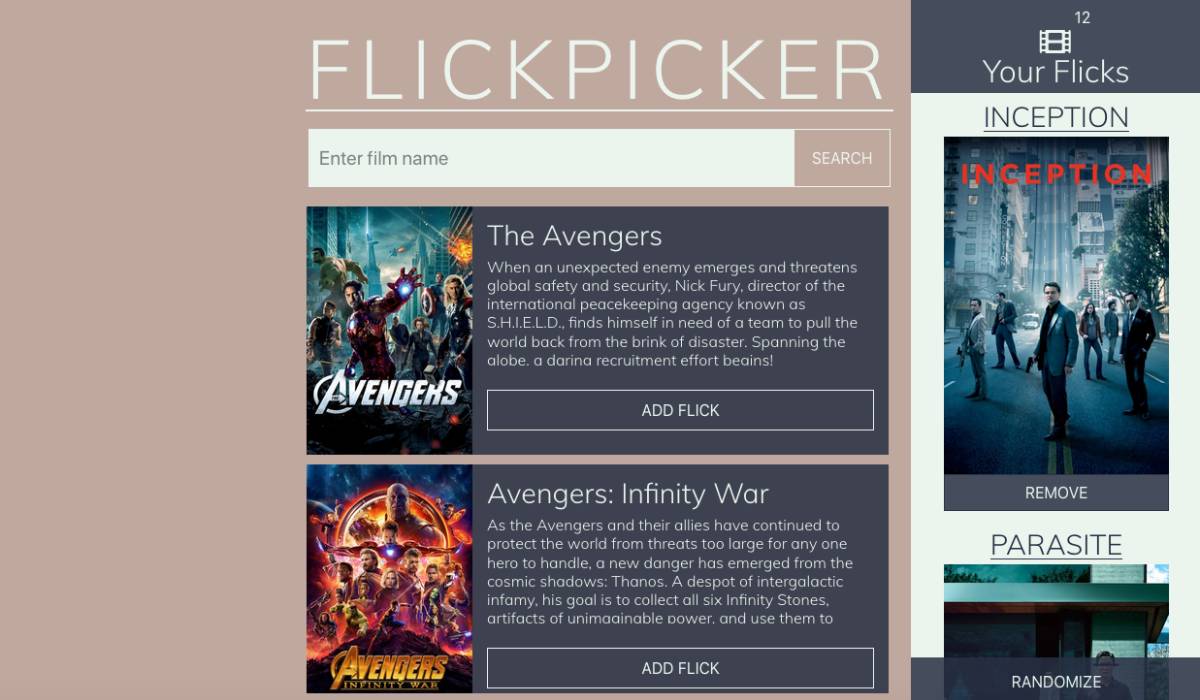 FLICKPICKER
Enter film name
SEARCH
AVENGERS
The Avengers
When an unexpected enemy emerges and threatens
global safety and security, Nick Fury, director of the
international peacekeeping agency known as
S.H.I.E.L.D., finds himself in need of a team to pull the
world back from the brink of disaster. Spanning the
globe, a daring recruitment effort begins!
ADD FLICK
AVENGERS
INFINITY WAR
Avengers: Infinity War
As the Avengers and their allies have continued to
protect the world from threats too large for any one
hero to handle, a new danger has emerged from the
cosmic shadows: Thanos. A despot of intergalactic
infamy, his goal is to collect all six Infinity Stones,
artifacts of unimaginable power, and use them to
ADD FLICK
12
Your Flicks
INCEPTION
INCEPTION
REMOVE
PARASITE
RANDOMIZE